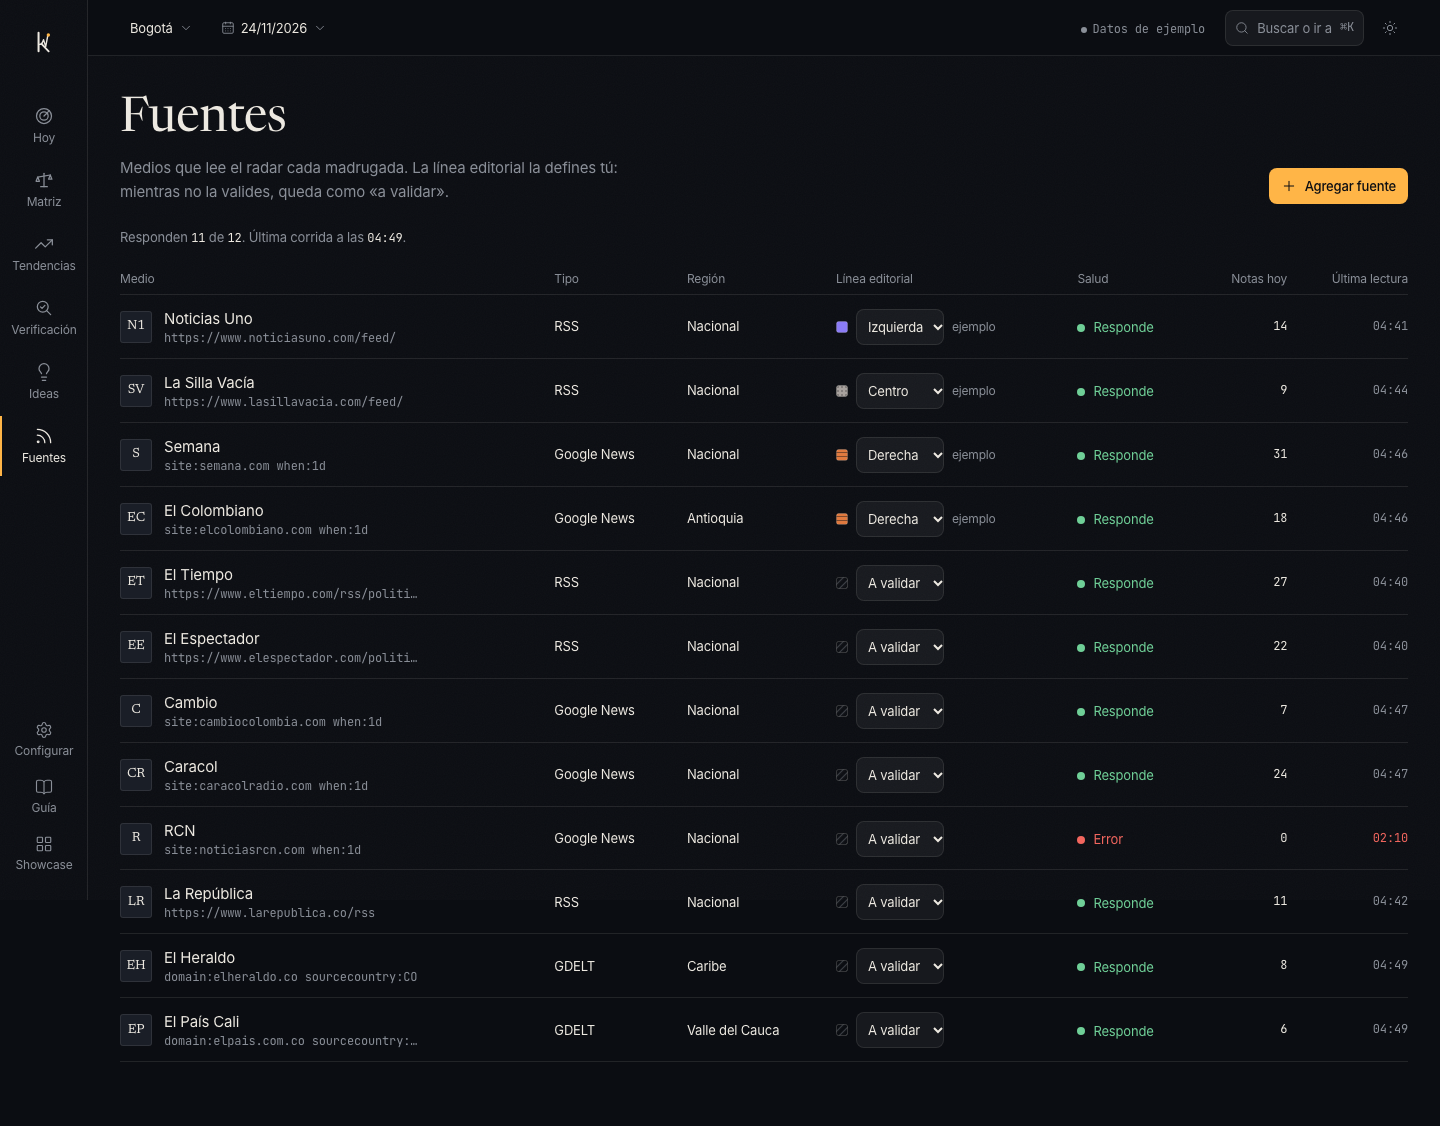 Bogotá
24/11/2026
Datos de ejemplo
Buscar o ir a ⌘K
Hoy
Matriz
Tendencias
Verificación
Ideas
Fuentes
Configurar
Guía
Showcase
Fuentes
Medios que lee el radar cada madrugada. La línea editorial la defines tú:
mientras no la valides, queda como «a validar».
Agregar fuente
Responden 11 de 12. Última corrida a las 04:49.
Medio Tipo Región Línea editorial Salud Notas hoy Última lectura
N1 Noticias Uno RSS Nacional Izquierda ejemplo Responde 14 04:41
https://www.noticiasuno.com/feed/
SV La Silla Vacía RSS Nacional Centro ejemplo Responde 9 04:44
https://www.lasillavacia.com/feed/
S Semana Google News Nacional Derecha ejemplo Responde 31 04:46
site:semana.com when:1d
EC El Colombiano Google News Antioquia Derecha ejemplo Responde 18 04:46
site:elcolombiano.com when:1d
ET El Tiempo RSS Nacional A validar Responde 27 04:40
https://www.eltiempo.com/rss/politi…
EE El Espectador RSS Nacional A validar Responde 22 04:40
https://www.elespectador.com/politi…
C Cambio Google News Nacional A validar Responde 7 04:47
site:cambiocolombia.com when:1d
CR Caracol Google News Nacional A validar Responde 24 04:47
site:caracolradio.com when:1d
R RCN Google News Nacional A validar Error 0 02:10
site:noticiasrcn.com when:1d
LR La República RSS Nacional A validar Responde 11 04:42
https://www.larepublica.co/rss
EH El Heraldo GDELT Caribe A validar Responde 8 04:49
domain:elheraldo.co sourcecountry:CO
EP El País Cali GDELT Valle del Cauca A validar Responde 6 04:49
domain:elpais.com.co sourcecountry:…